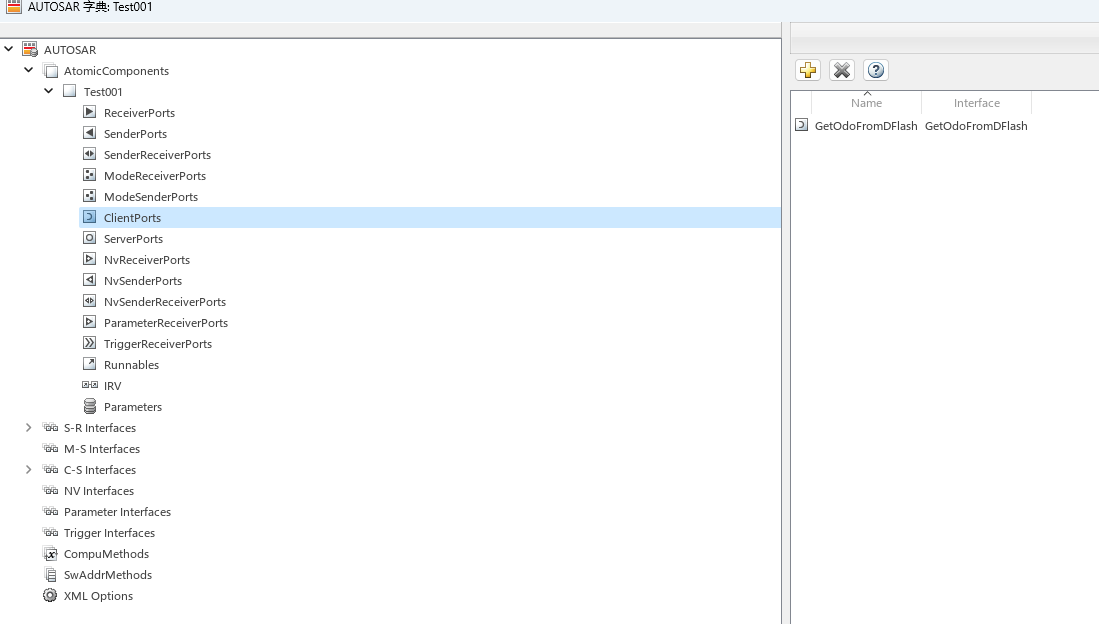 AUTOSAR 字典: Test001
AUTOSAR
AtomicComponents
Test001
ReceiverPorts
SenderPorts
SenderReceiverPorts
ModeReceiverPorts
ModeSenderPorts
ClientPorts
ServerPorts
NvReceiverPorts
NvSenderPorts
NvSenderReceiverPorts
ParameterReceiverPorts
TriggerReceiverPorts
Runnables
IRV
Parameters
S-R Interfaces
M-S Interfaces
C-S Interfaces
NV Interfaces
Parameter Interfaces
Trigger Interfaces
CompuMethods
SwAddrMethods
XML Options
Name Interface
GetOdoFromDFlash GetOdoFromDFlash